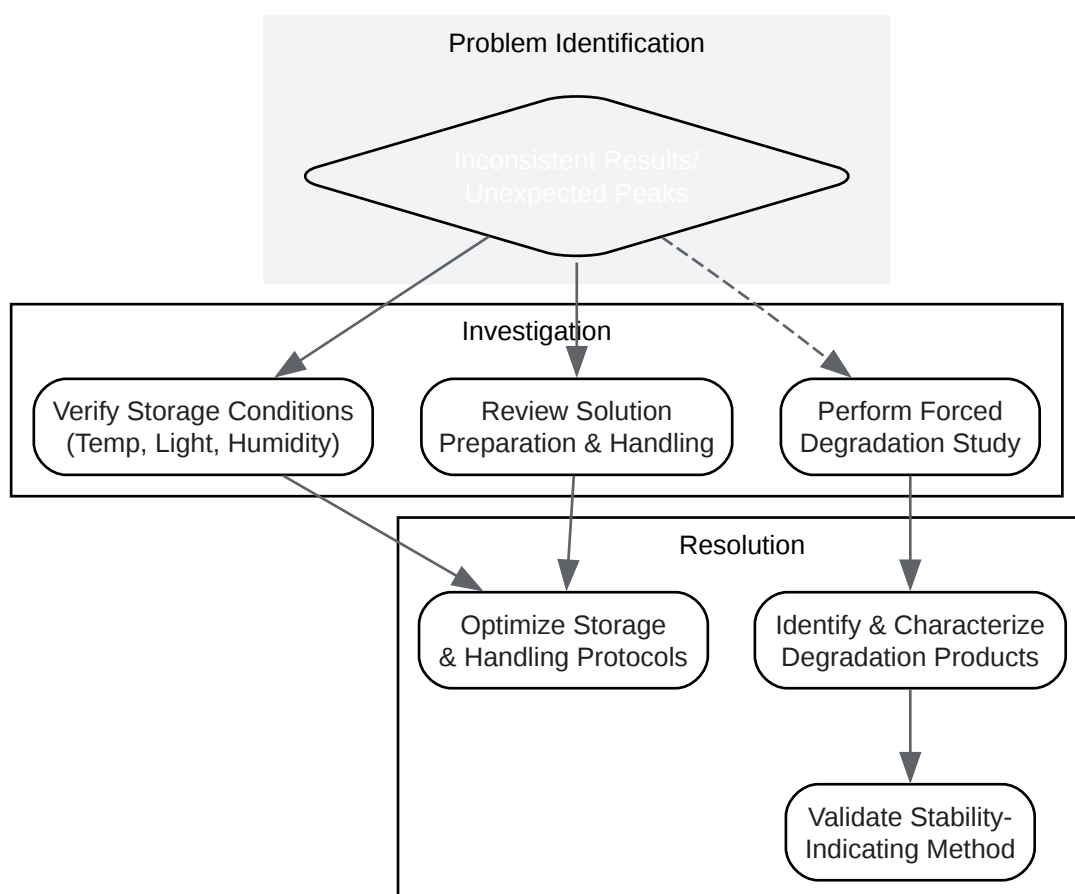 Problem Identification
Inconsistent Results/
Unexpected Peaks
Investigation
Verify Storage Conditions
(Temp, Light, Humidity)
Review Solution
Preparation & Handling
Perform Forced
Degradation Study
Resolution
Optimize Storage
& Handling Protocols
Identify & Characterize
Degradation Products
Validate Stability-
Indicating Method